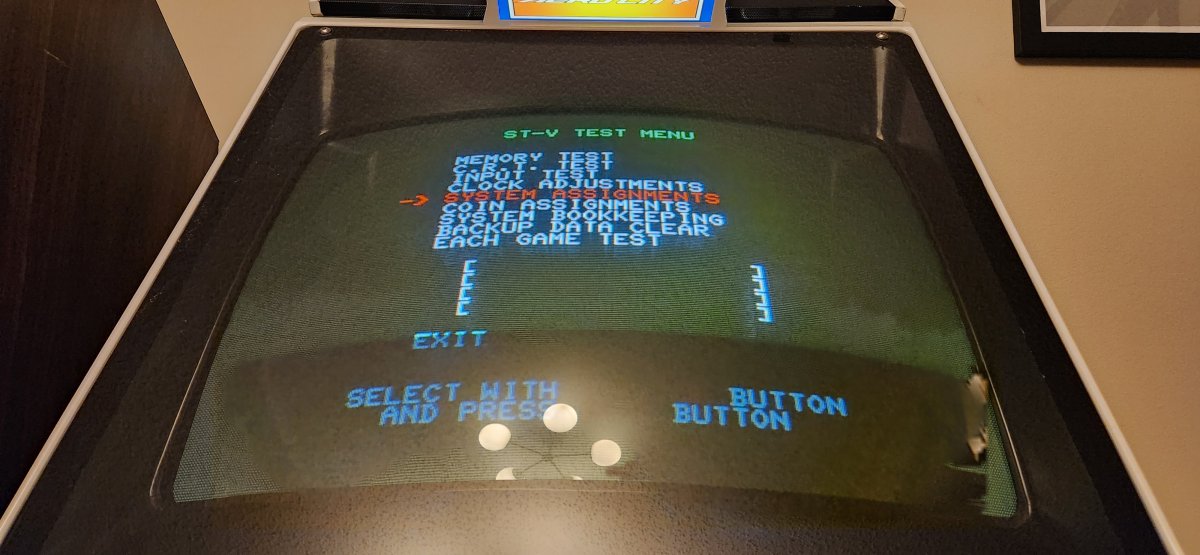 ST-V TEST MENU
MEMORY TEST
C.R.T. TEST
INPUT TEST
CLOCK ADJUSTMENTS
-> SYSTEM ASSIGNMENTS
COIN ASSIGNMENTS
SYSTEM BOOKKEEPING
BACKUP DATA CLEAR
EACH GAME TEST
[ ]
[ ]
[ ]
[ ]
EXIT
SELECT WITH BUTTON
AND PRESS BUTTON